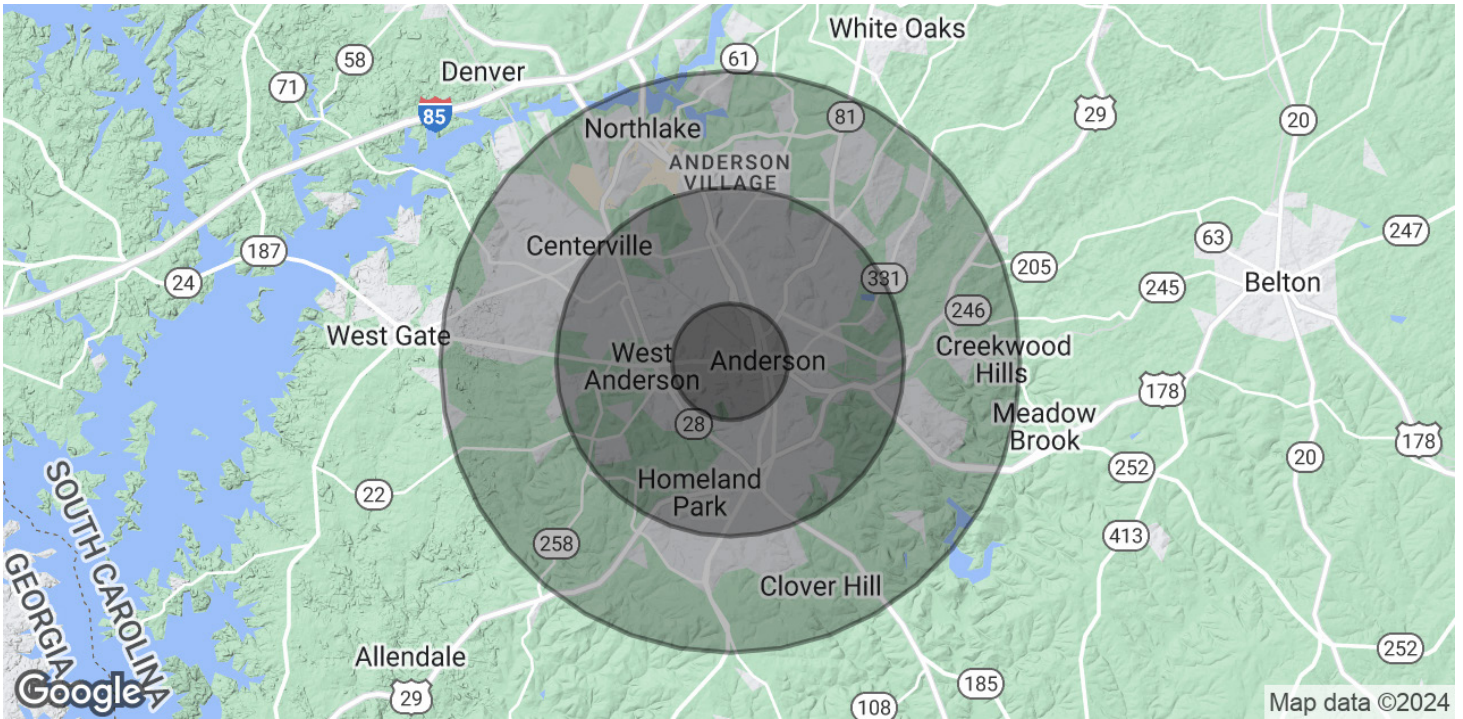 White Oaks
61
58
Denver
71
85
29
81
20
Northlake
ANDERSON
VILLAGE
63
247
Centerville
187
205
24
331
245
Belton
246
West Gate
Creekwood
Hills
West
Anderson
Anderson
178
Meadow
Brook
28
178
252
20
Homeland
Park
22
SOUTH CAROLINA
413
258
GEORGIA
Clover Hill
252
Allendale
185
29
108
Google
Map data ©2024